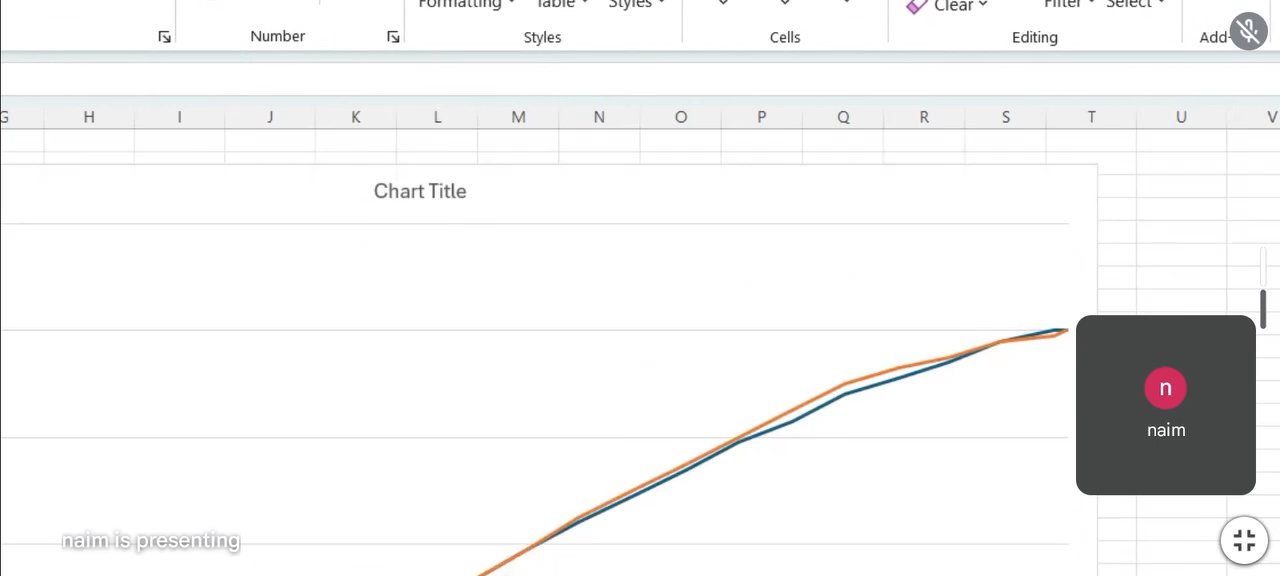 Formatting Table Styles Clear Filter Select
Number Styles Cells Editing Add-
G H I J K L M N O P Q R S T U V
Chart Title
n
naim
naim is presenting